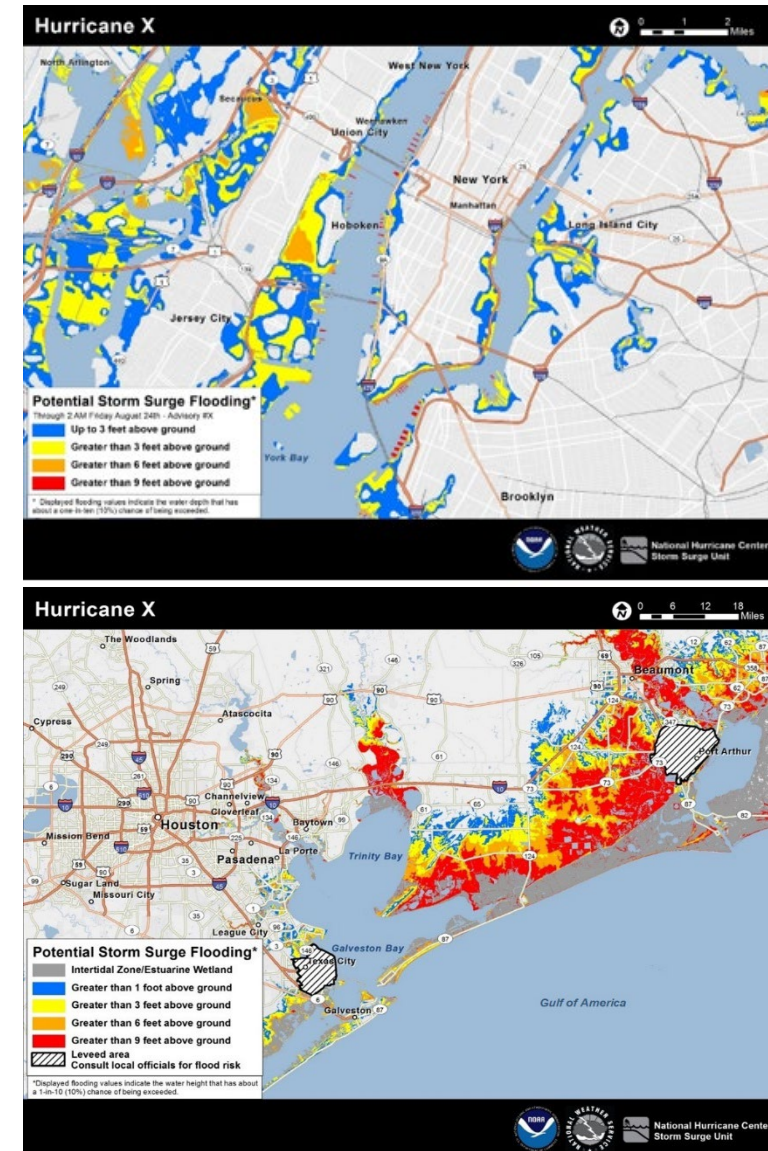 Hurricane X
0 1 2
Miles
North Arlington
West New York
Secaucus
Weehawken
Union City
New York
Manhattan
Hoboken
Long Island City
Jersey City
Potential Storm Surge Flooding*
Through 2 AM Friday August 24th - Advisory #X
Up to 3 feet above ground
Greater than 3 feet above ground
Greater than 6 feet above ground
Greater than 9 feet above ground
* Displayed flooding values indicate the water depth that has
about a one-in-ten (10%) chance of being exceeded.
York Bay
Brooklyn
NOAA
NATIONAL WEATHER SERVICE
National Hurricane Center
Storm Surge Unit
Hurricane X
0 6 12 18
Miles
The Woodlands
Spring
Beaumont
Atascocita
Cypress
Port Arthur
Channelview
Cloverleaf
Houston
Baytown
Mission Bend
Pasadena
La Porte
Trinity Bay
Sugar Land
Missouri City
League City
Galveston Bay
Texas City
Galveston
Gulf of America
Potential Storm Surge Flooding*
Intertidal Zone/Estuarine Wetland
Greater than 1 foot above ground
Greater than 3 feet above ground
Greater than 6 feet above ground
Greater than 9 feet above ground
Leveed area
Consult local officials for flood risk
*Displayed flooding values indicate the water height that has about
a 1-in-10 (10%) chance of being exceeded.
NOAA
NATIONAL WEATHER SERVICE
National Hurricane Cente
Storm Surge Unit